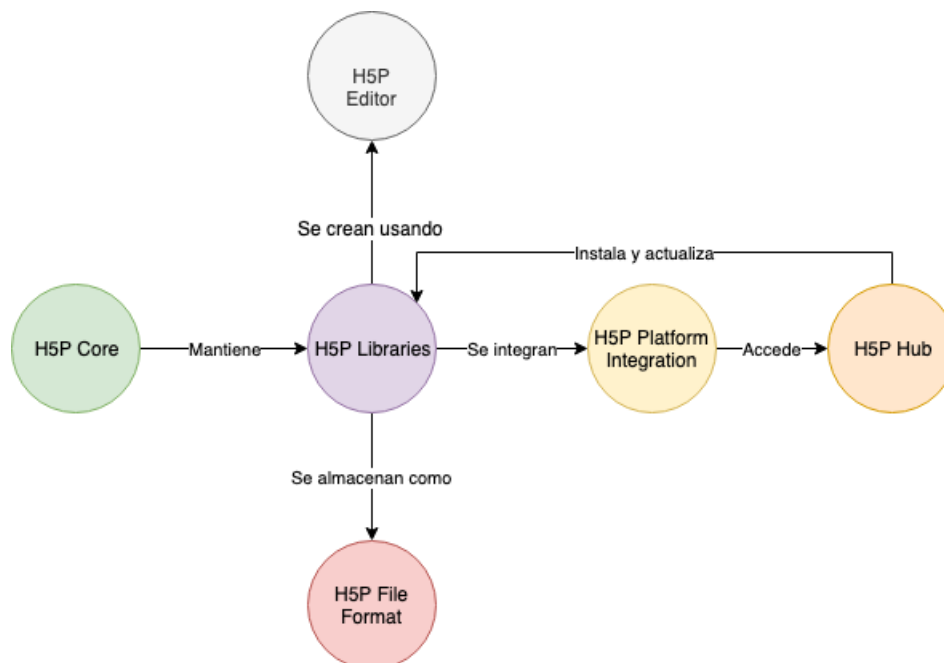 H5P
Editor
Se crean usando
Instala y actualiza
H5P Core
Mantiene
H5P Libraries
Se integran
H5P Platform
Integration
Accede
H5P Hub
Se almacenan como
H5P File
Format